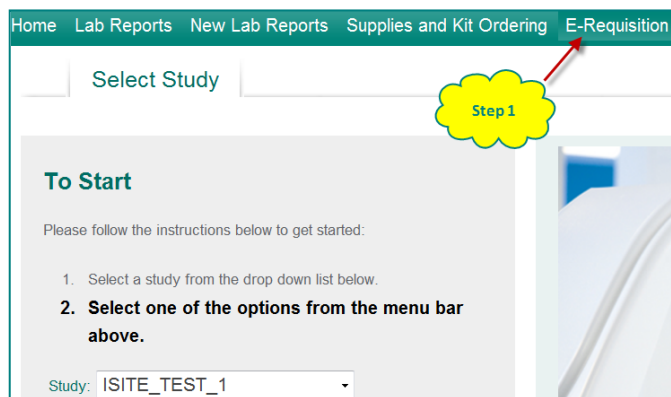 Home Lab Reports New Lab Reports Supplies and Kit Ordering E-Requisition
Select Study
Step 1
To Start
Please follow the instructions below to get started:
1. Select a study from the drop down list below.
2. Select one of the options from the menu bar
above.
Study: ISITE_TEST_1